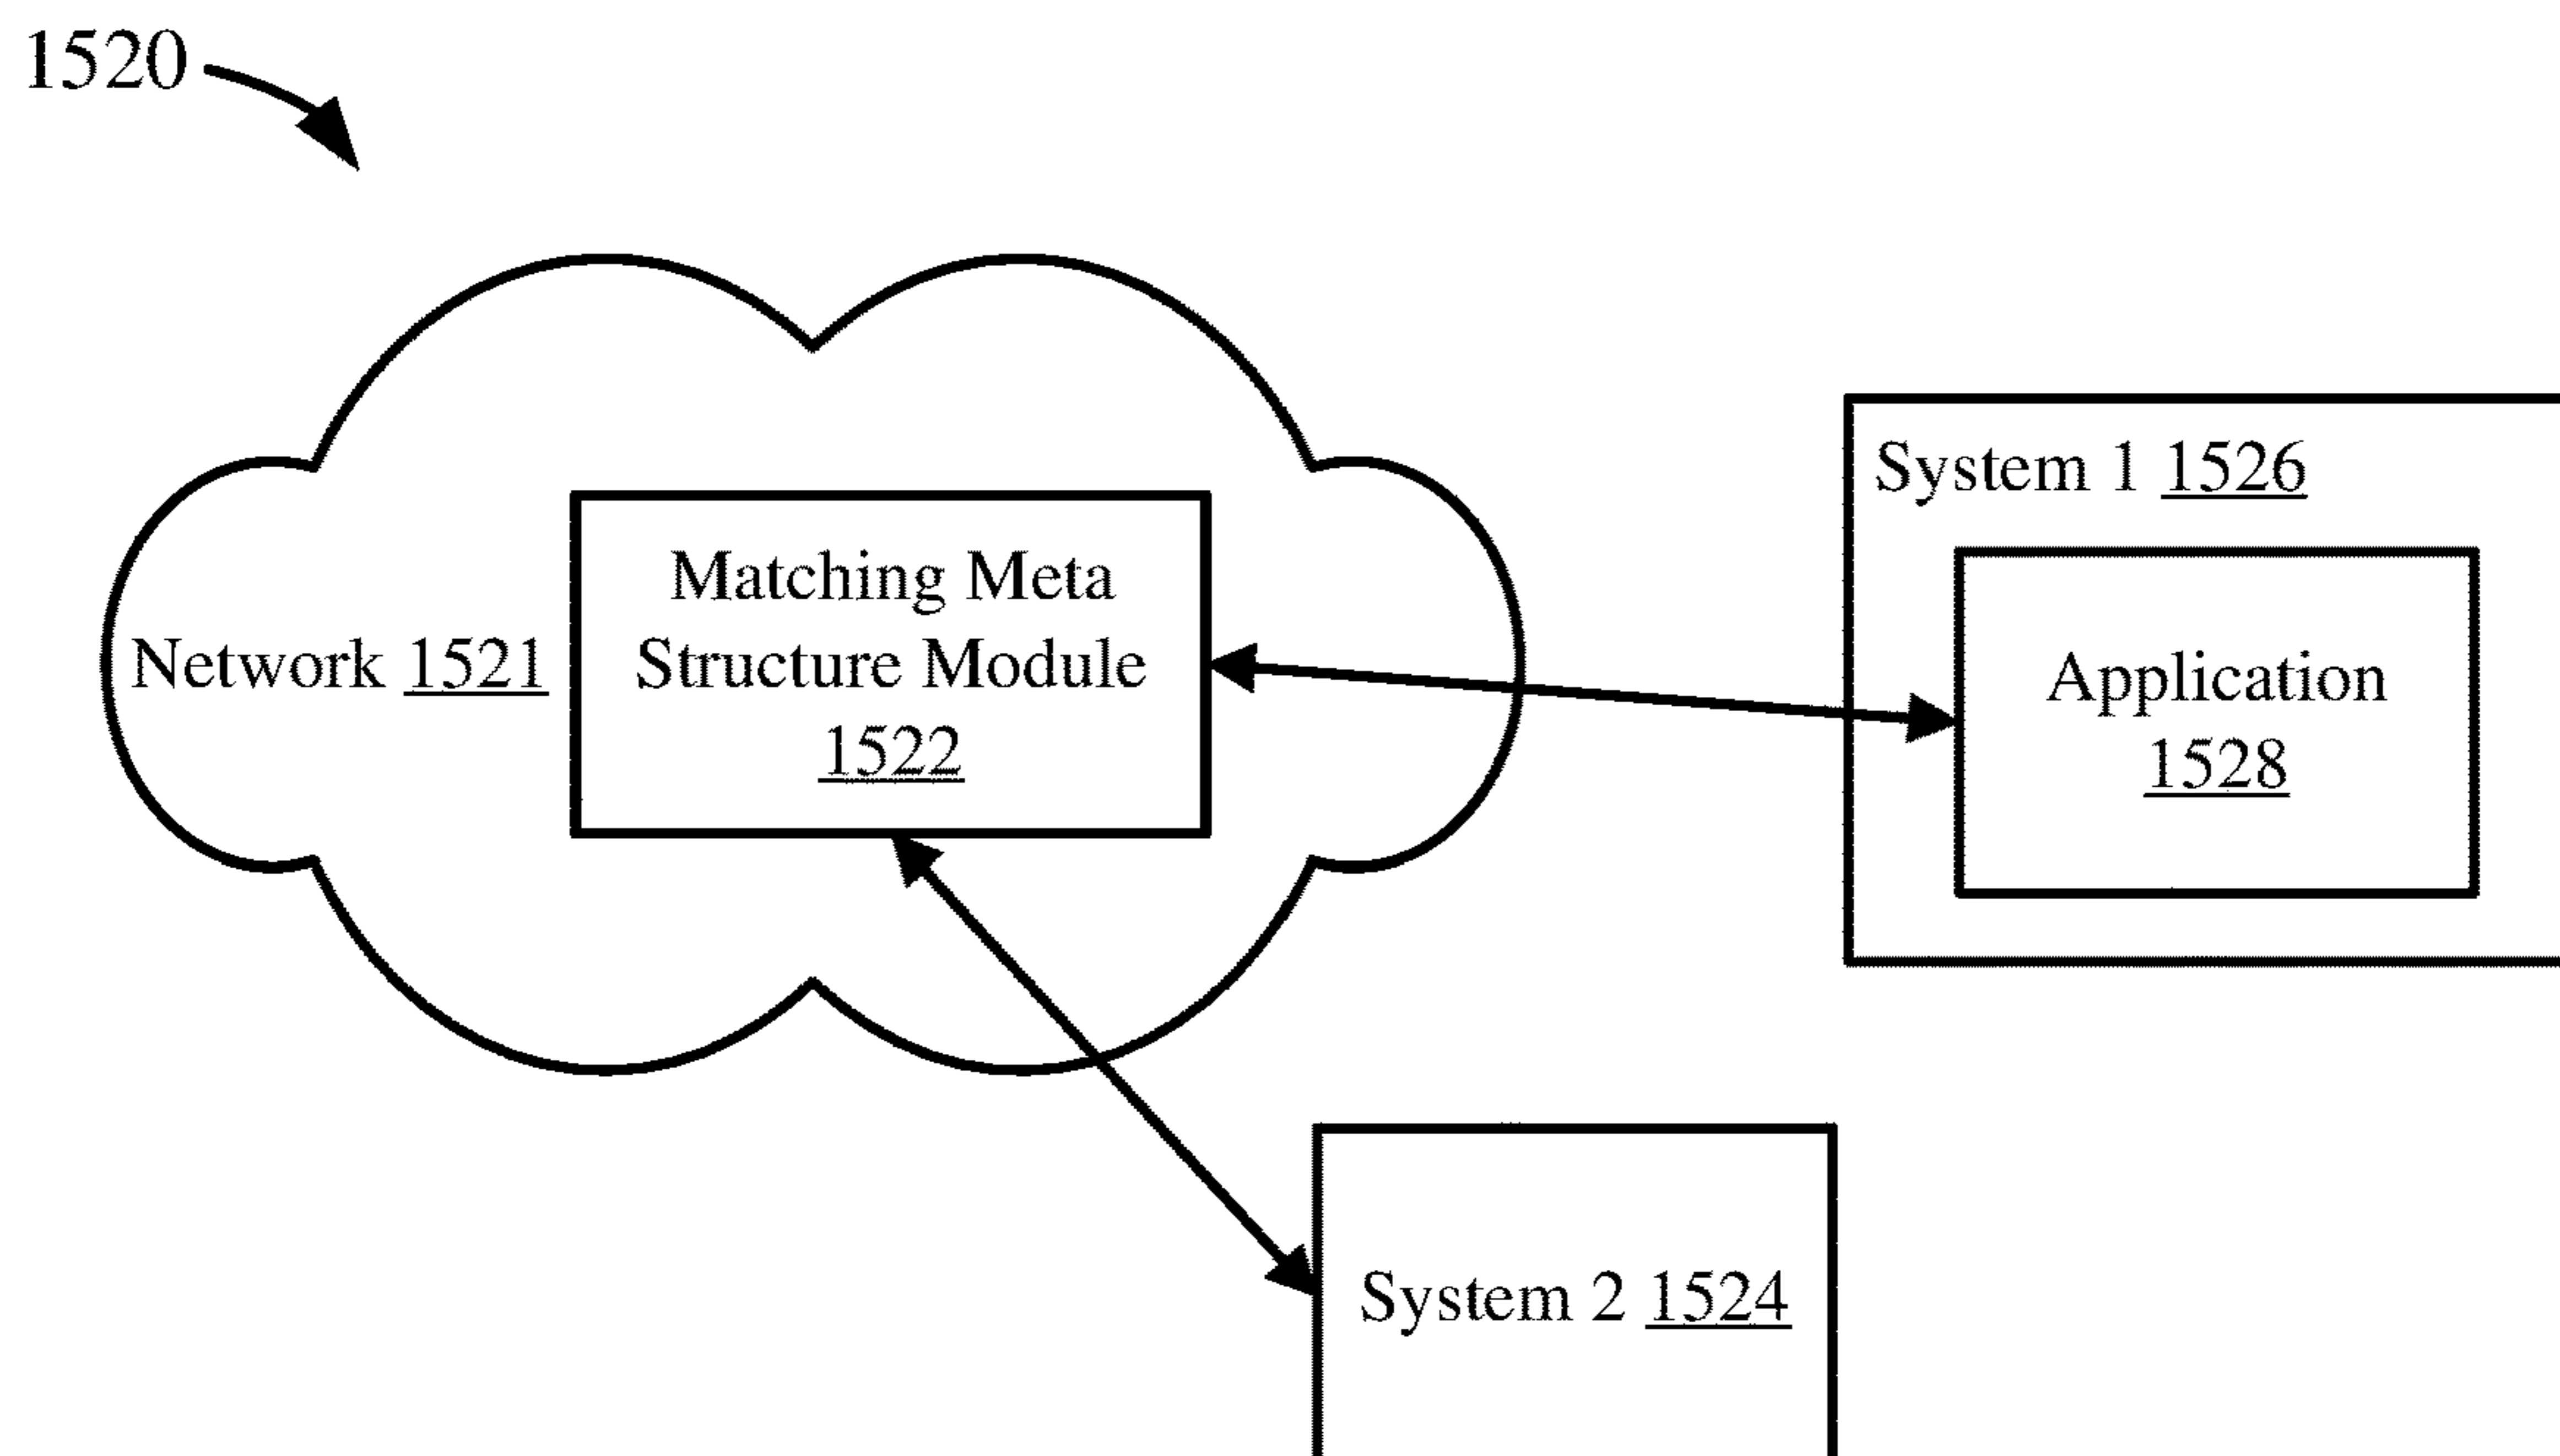 1520
Network 1521
Matching Meta
Structure Module
1522
System 1 1526
Application
1528
System 2 1524